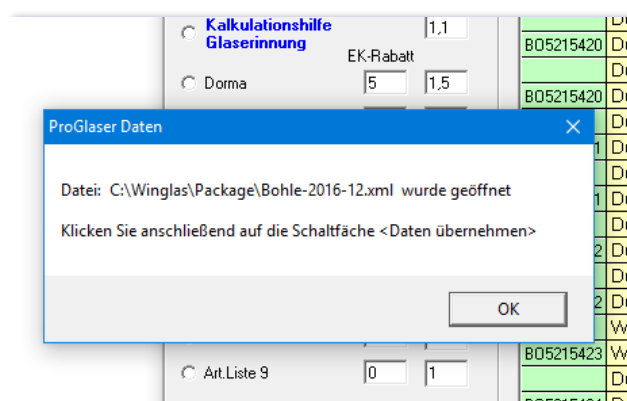 Kalkulationshilfe
Glaserinnung
1,1
EK-Rabatt
Dorma
5
1,5
BO5215420
BO5215420
ProGlaser Daten
Datei: C:\Winglas\Package\Bohle-2016-12.xml wurde geöffnet
Klicken Sie anschließend auf die Schaltfäche <Daten übernehmen>
OK
BO5215423
Art.Liste 9
0
1